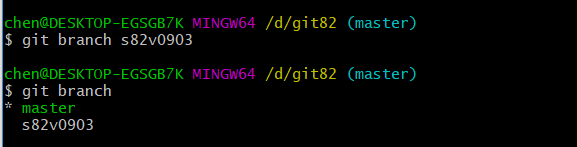 chen@DESKTOP-EGSGB7K MINGW64 /d/git82 (master)
$ git branch s82v0903
chen@DESKTOP-EGSGB7K MINGW64 /d/git82 (master)
$ git branch
* master
s82v0903